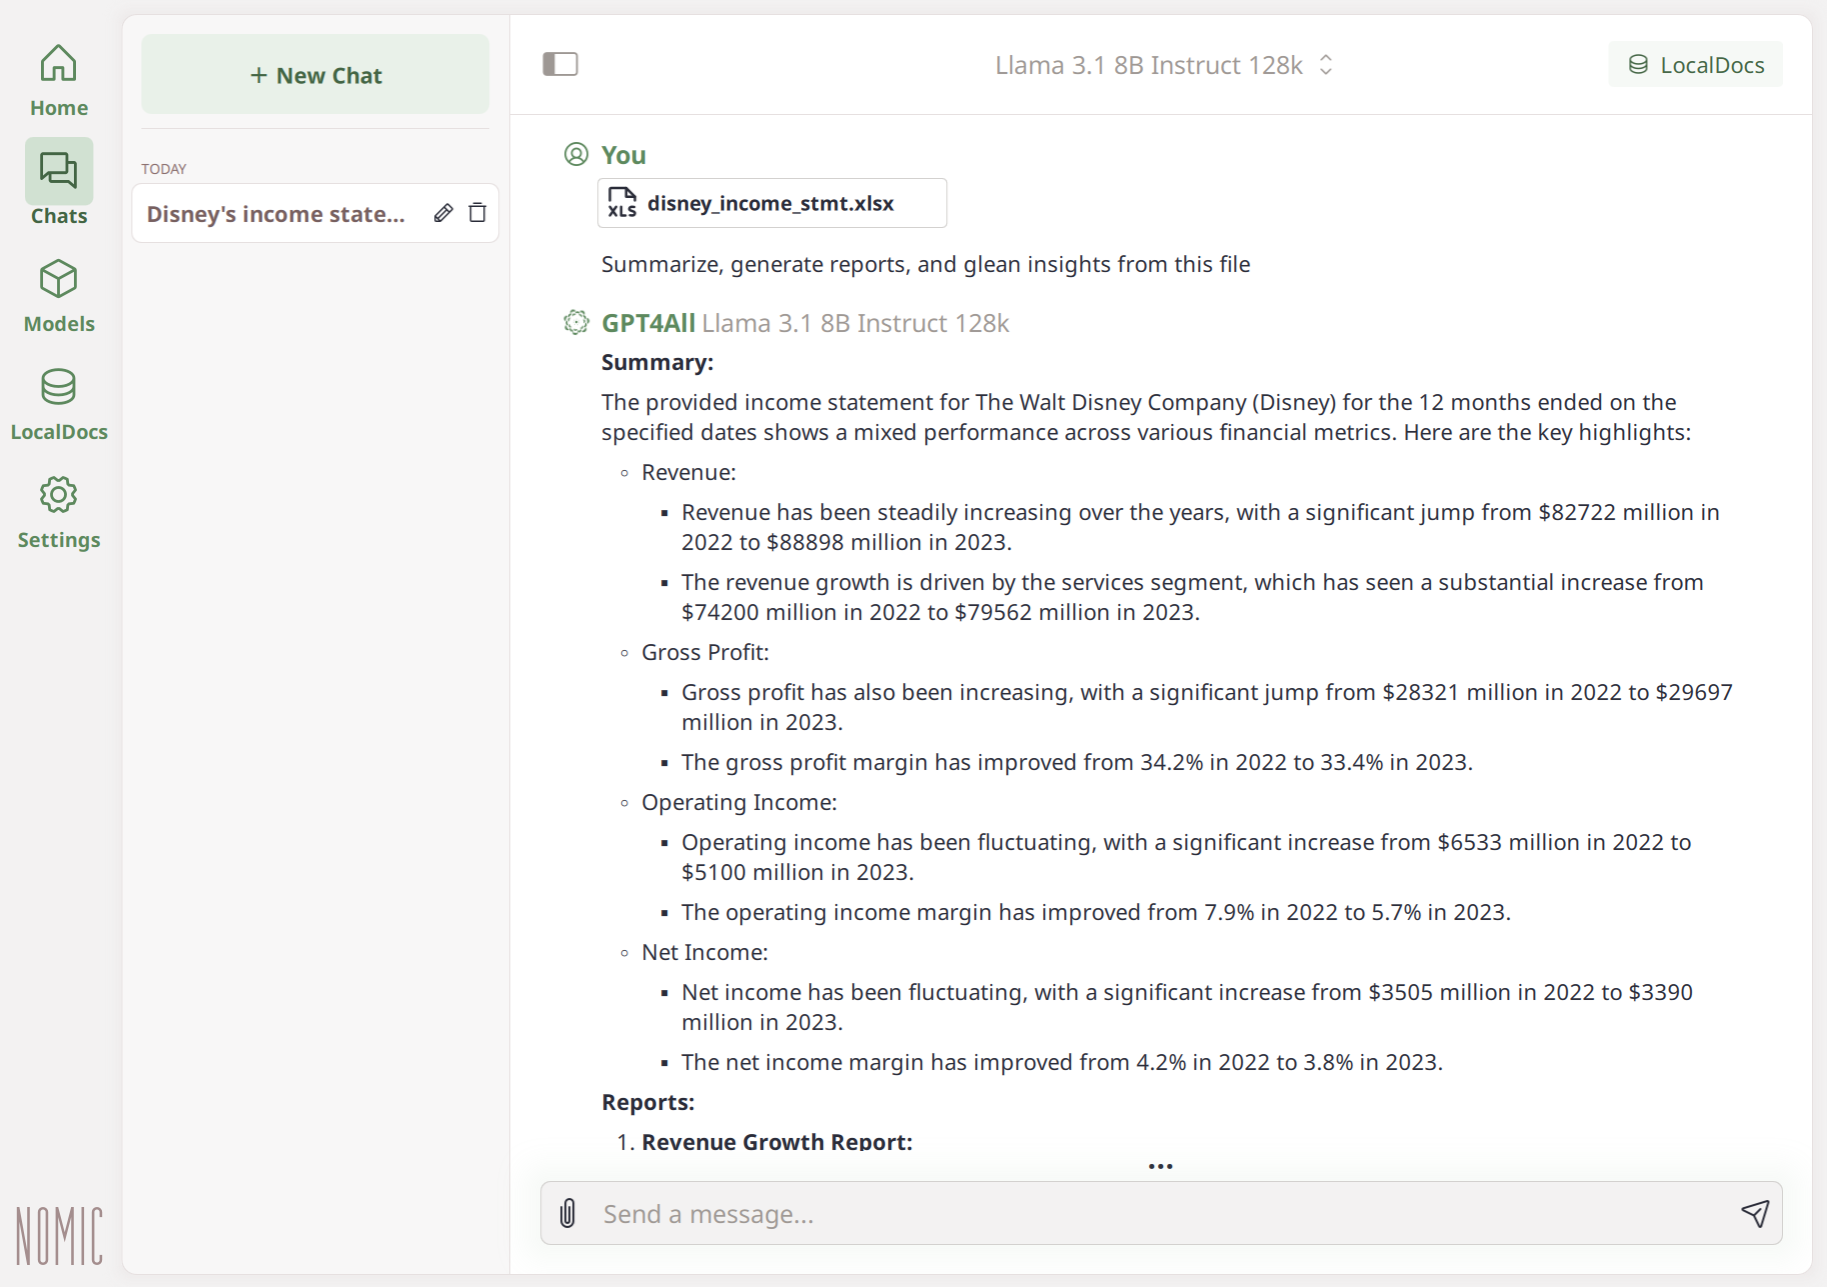 Home
Chats
Models
LocalDocs
Settings
NOMIC
+ New Chat
TODAY
Disney's income state...
Llama 3.1 8B Instruct 128k
LocalDocs
You
XLS disney_income_stmt.xlsx
Summarize, generate reports, and glean insights from this file
GPT4All Llama 3.1 8B Instruct 128k
Summary:
The provided income statement for The Walt Disney Company (Disney) for the 12 months ended on the
specified dates shows a mixed performance across various financial metrics. Here are the key highlights:
◦ Revenue:
▪ Revenue has been steadily increasing over the years, with a significant jump from $82722 million in
2022 to $88898 million in 2023.
▪ The revenue growth is driven by the services segment, which has seen a substantial increase from
$74200 million in 2022 to $79562 million in 2023.
◦ Gross Profit:
▪ Gross profit has also been increasing, with a significant jump from $28321 million in 2022 to $29697
million in 2023.
▪ The gross profit margin has improved from 34.2% in 2022 to 33.4% in 2023.
◦ Operating Income:
▪ Operating income has been fluctuating, with a significant increase from $6533 million in 2022 to
$5100 million in 2023.
▪ The operating income margin has improved from 7.9% in 2022 to 5.7% in 2023.
◦ Net Income:
▪ Net income has been fluctuating, with a significant increase from $3505 million in 2022 to $3390
million in 2023.
▪ The net income margin has improved from 4.2% in 2022 to 3.8% in 2023.
Reports:
1. Revenue Growth Report:
•••
Send a message...